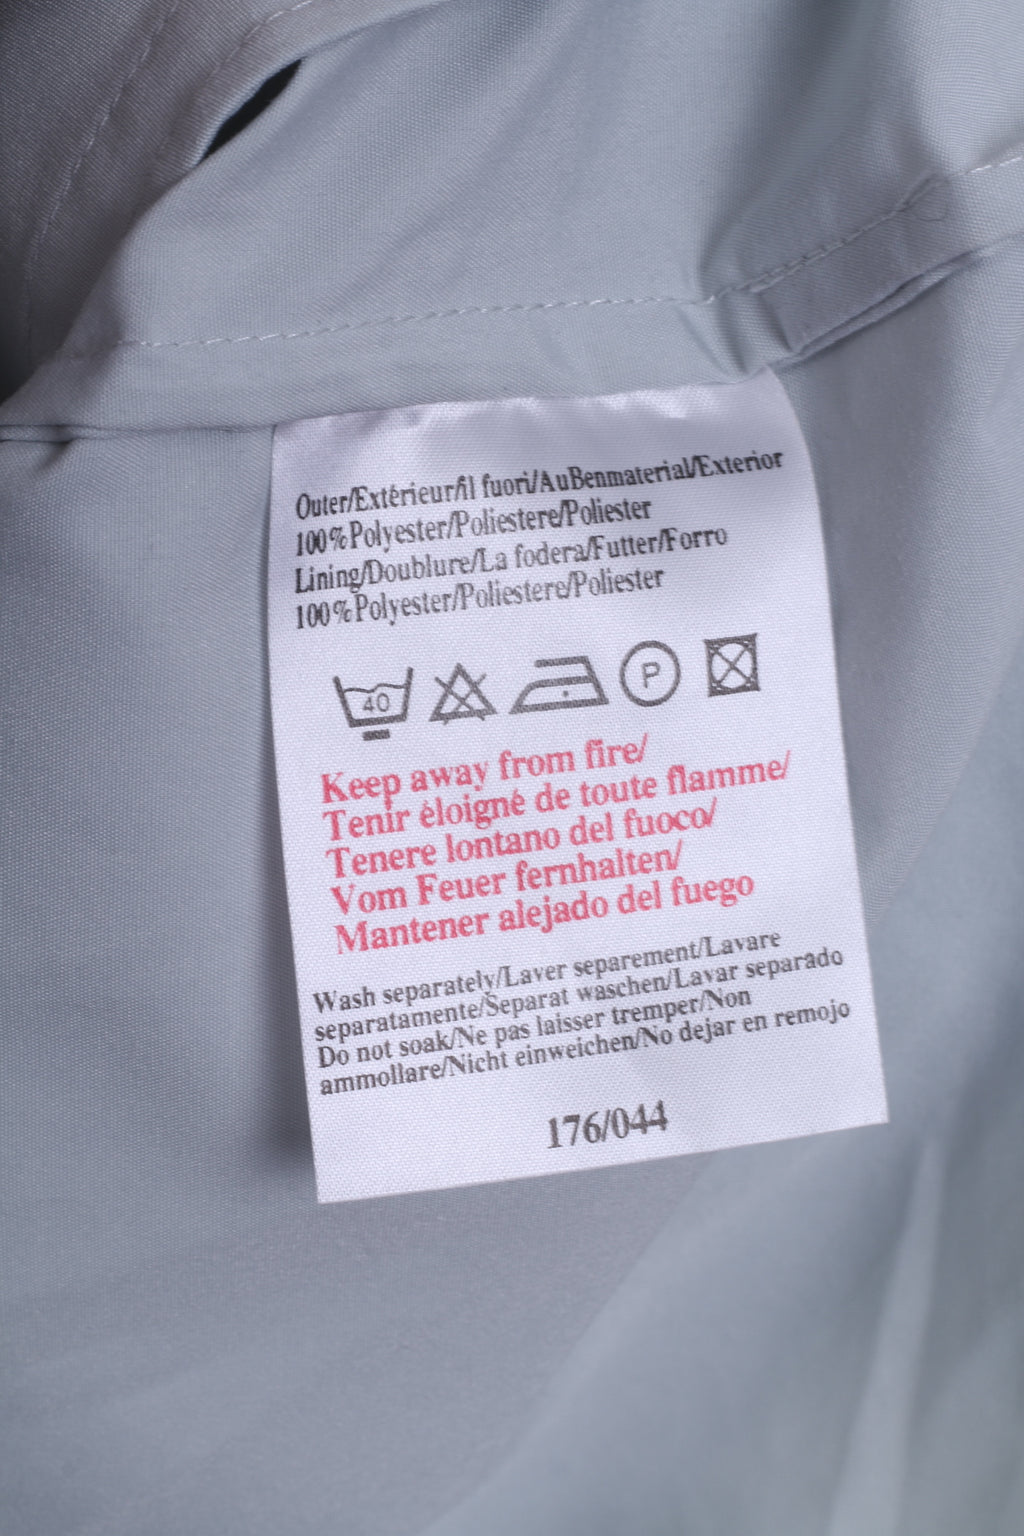 Outer/Extérieur/il fuori/AuBenmaterial/Exterior
100%Polyester/Poliestere/Poliester
Lining/Doublure/La fodera/Futter/Forro
100%Polyester/Poliestere/Poliester
40 P
Keep away from fire/
Tenir éloigné de toute flamme/
Tenere lontano del fuoco/
Vom Feuer fernhalten/
Mantener alejado del fuego
Wash separately/Laver separement/Lavare
separatamente/Separat waschen/Lavar separado
Do not soak/Ne pas laisser tremper/Non
ammollare/Nicht einweichen/No dejar en remojo
176/044